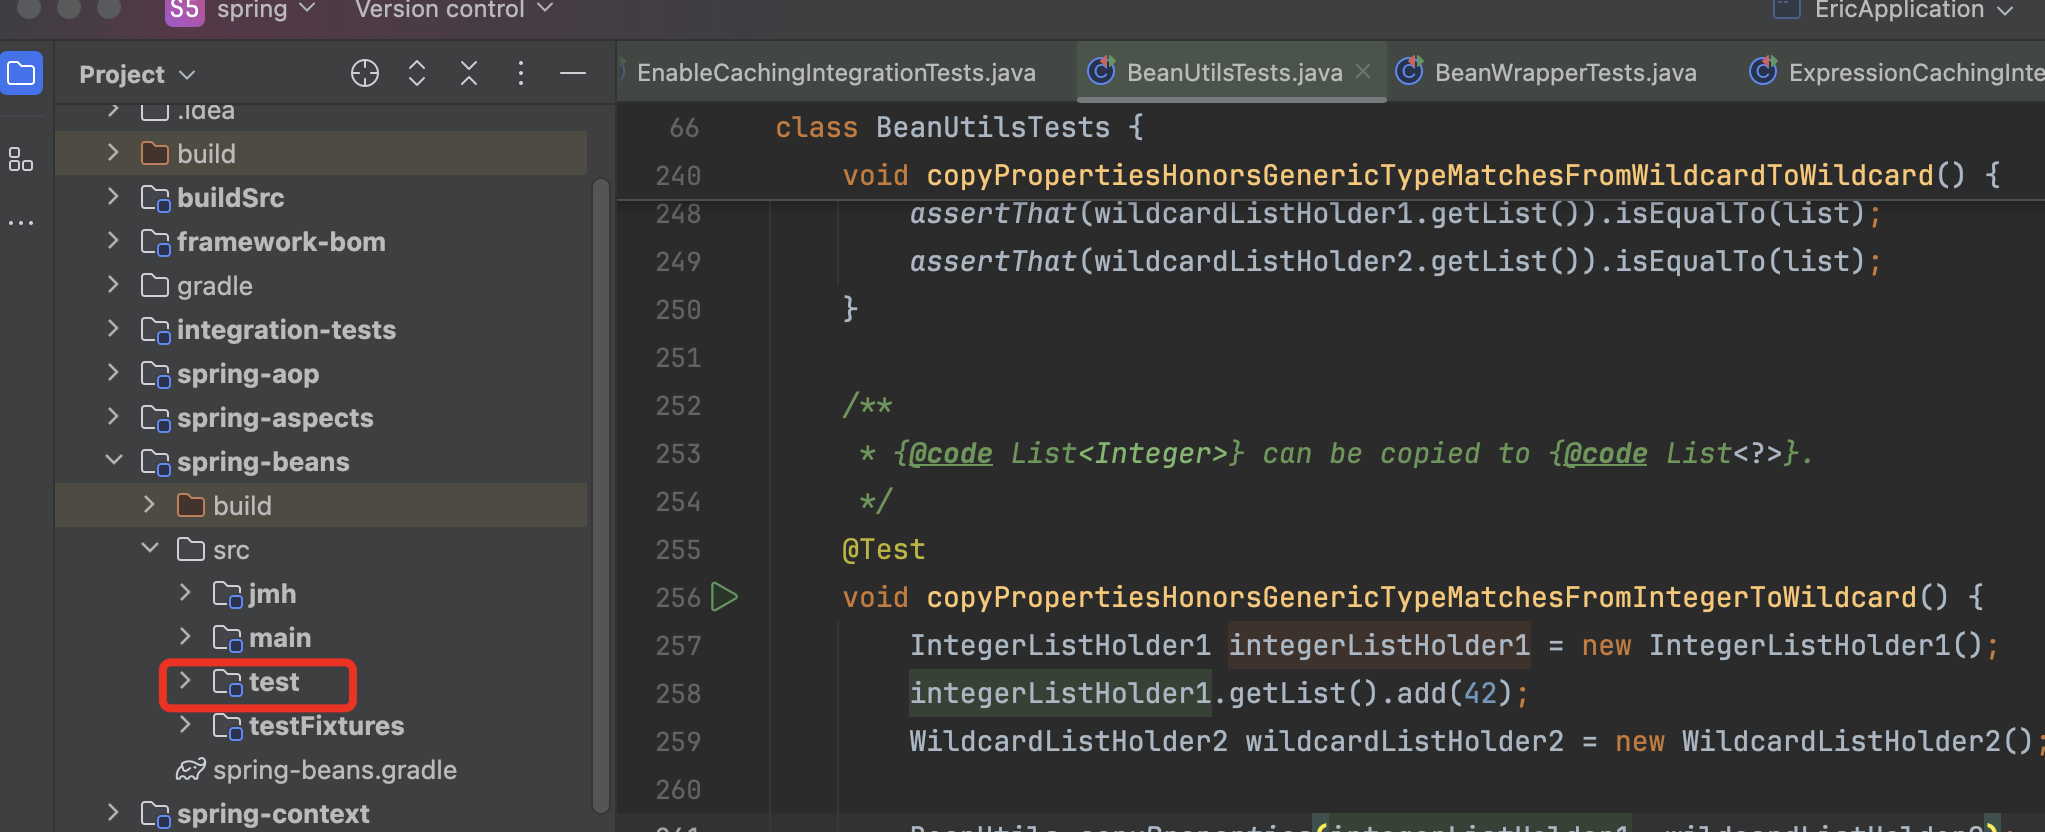 S5 spring Version control EricApplication
Project
EnableCachingIntegrationTests.java BeanUtilsTests.java BeanWrapperTests.java ExpressionCachingInte
.idea
build
buildSrc
framework-bom
gradle
integration-tests
spring-aop
spring-aspects
spring-beans
build
src
jmh
main
test
testFixtures
spring-beans.gradle
spring-context
66 class BeanUtilsTests {
240 void copyPropertiesHonorsGenericTypeMatchesFromWildcardToWildcard() {
248 assertThat(wildcardListHolder1.getList()).isEqualTo(list);
249 assertThat(wildcardListHolder2.getList()).isEqualTo(list);
250 }
251
252 /**
253 * {@code List<Integer>} can be copied to {@code List<?>}.
254 */
255 @Test
256 void copyPropertiesHonorsGenericTypeMatchesFromIntegerToWildcard() {
257 IntegerListHolder1 integerListHolder1 = new IntegerListHolder1();
258 integerListHolder1.getList().add(42);
259 WildcardListHolder2 wildcardListHolder2 = new WildcardListHolder2();
260